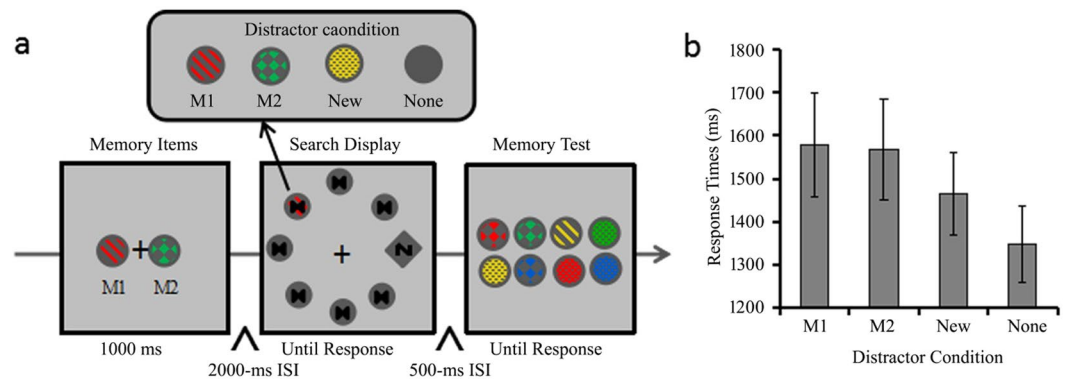 a
Distractor caondition
M1 M2 New None
Memory Items
Search Display
Memory Test
M1 M2
Z
1000 ms
2000-ms ISI
Until Response
500-ms ISI
Until Response
b
Response Times (ms)
1800
1700
1600
1500
1400
1300
1200
M1 M2 New None
Distractor Condition